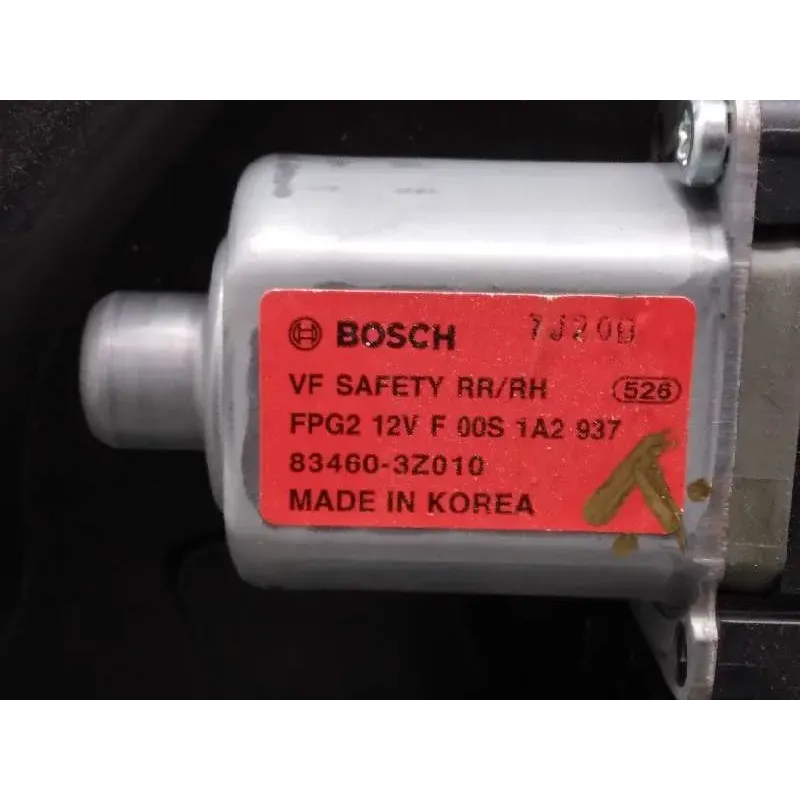 BOSCH 7J20B
VF SAFETY RR/RH 526
FPG2 12V F 00S 1A2 937
83460-3Z010
MADE IN KOREA